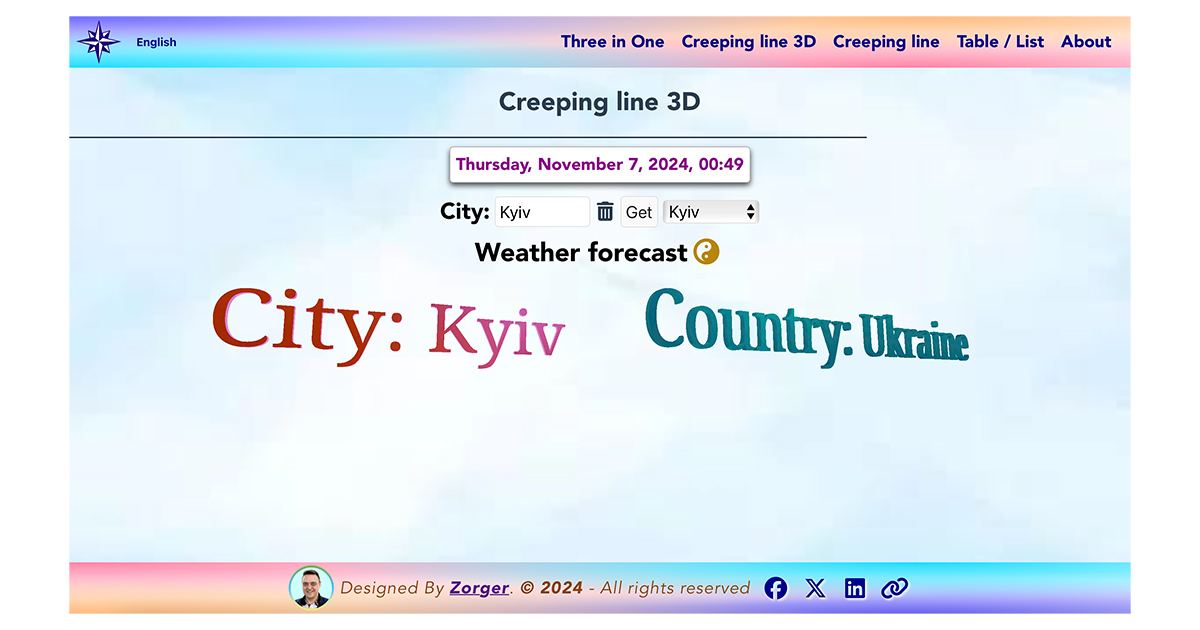 English Three in One Creeping line 3D Creeping line Table / List About
Creeping line 3D
Thursday, November 7, 2024, 00:49
City: Kyiv Get Kyiv
Weather forecast
City: Kyiv Country: Ukraine
Designed By Zorger. © 2024 - All rights reserved